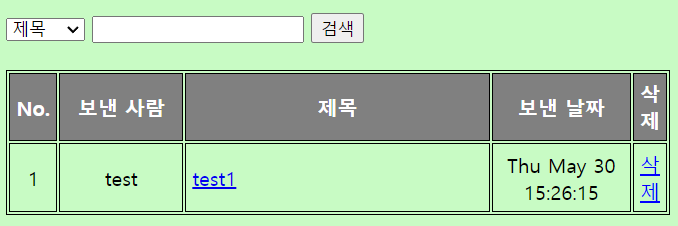 제목 검색
No. 보낸 사람 제목 보낸 날짜 삭
제
1 test test1 Thu May 30 삭
15:26:15 제